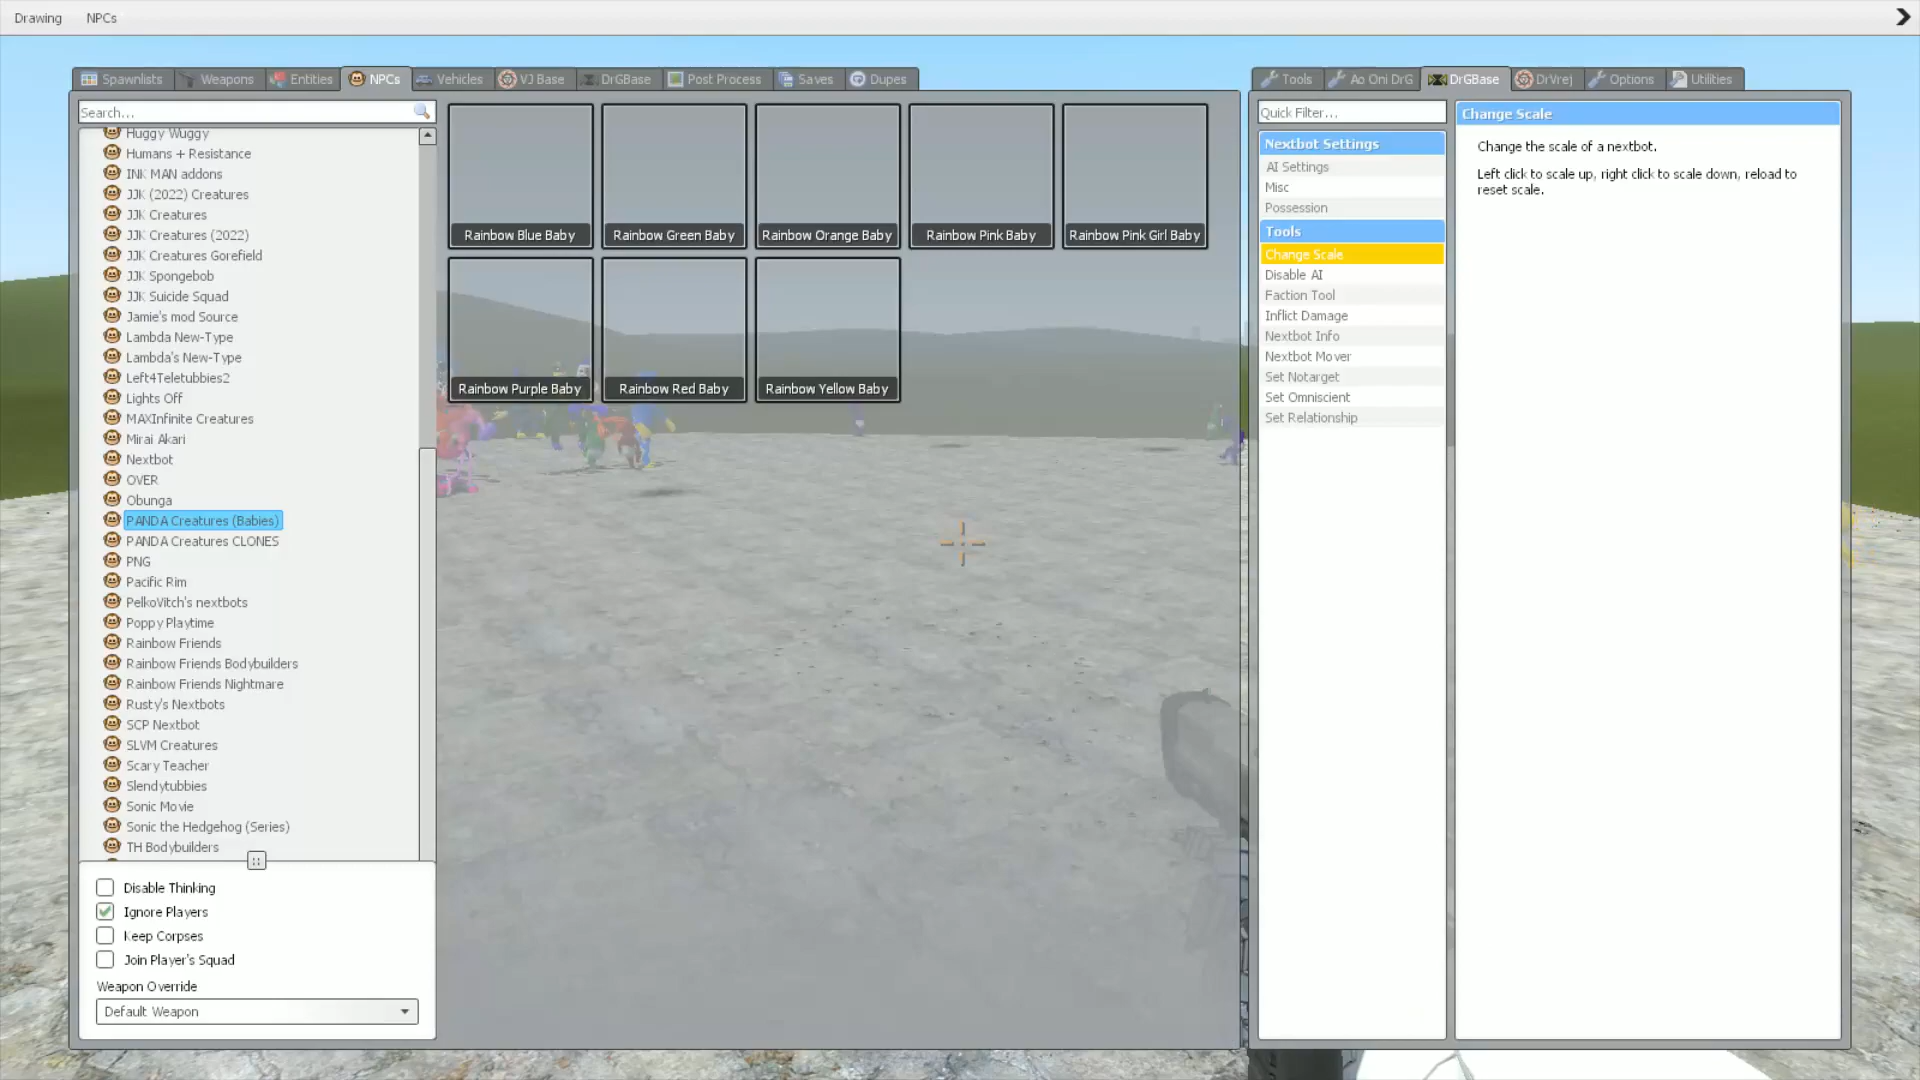 Drawing NPCs
Spawnlists Weapons Entities NPCs Vehicles VJ Base DrGBase Post Process Saves Dupes
Search...
Huggy Wuggy
Humans + Resistance
INK MAN addons
JJK (2022) Creatures
JJK Creatures
JJK Creatures (2022)
JJK Creatures Gorefield
JJK Spongebob
JJK Suicide Squad
Jamie's mod Source
Lambda New-Type
Lambda's New-Type
Left4Teletubbies2
Lights Off
MAXInfinite Creatures
Mirai Akari
Nextbot
OVER
Obunga
PANDA Creatures (Babies)
PANDA Creatures CLONES
PNG
Pacific Rim
PelkoVitch's nextbots
Poppy Playtime
Rainbow Friends
Rainbow Friends Bodybuilders
Rainbow Friends Nightmare
Rusty's Nextbots
SCP Nextbot
SLVM Creatures
Scary Teacher
Slendytubbies
Sonic Movie
Sonic the Hedgehog (Series)
TH Bodybuilders
Disable Thinking
Ignore Players
Keep Corpses
Join Player's Squad
Weapon Override
Default Weapon
Rainbow Blue Baby Rainbow Green Baby Rainbow Orange Baby Rainbow Pink Baby Rainbow Pink Girl Baby
Rainbow Purple Baby Rainbow Red Baby Rainbow Yellow Baby
Tools Ao Oni DrG DrGBase DrVrej Options Utilities
Quick Filter...
Nextbot Settings
AI Settings
Misc
Possession
Tools
Change Scale
Disable AI
Faction Tool
Inflict Damage
Nextbot Info
Nextbot Mover
Set Notarget
Set Omniscient
Set Relationship
Change Scale
Change the scale of a nextbot.
Left click to scale up, right click to scale down, reload to
reset scale.